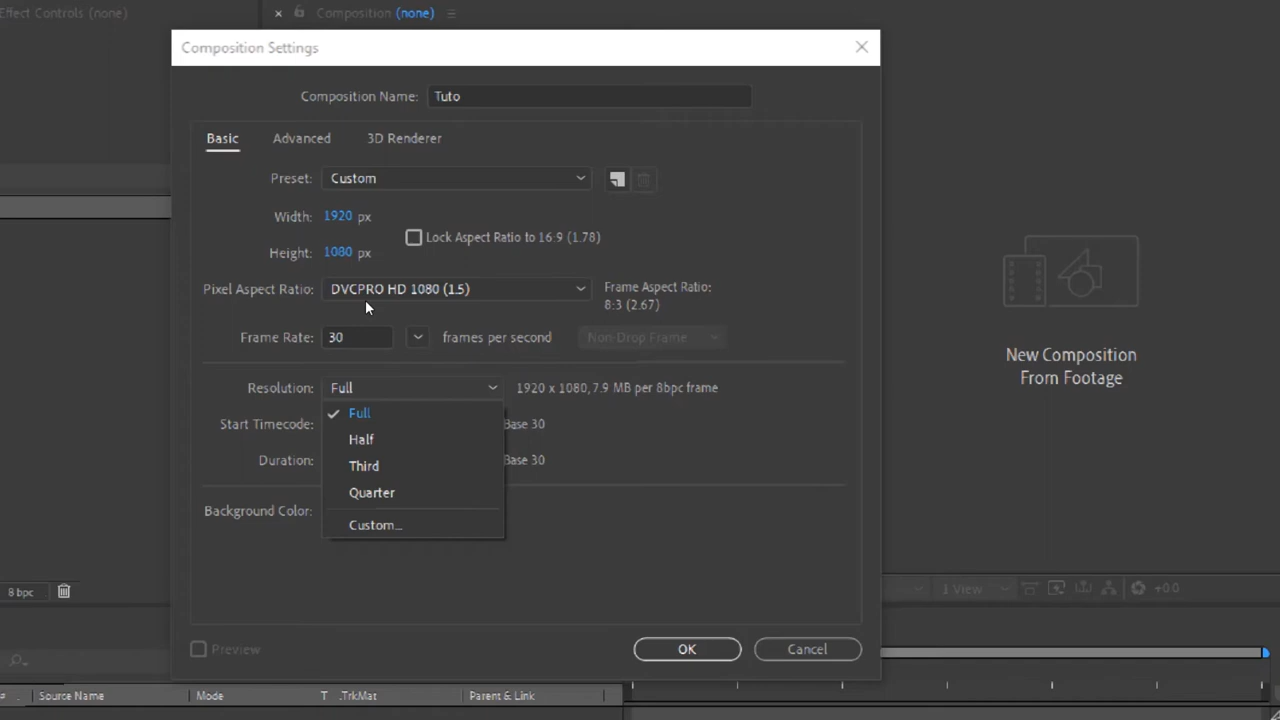 Effect Controls (none)
Composition (none)
Composition Settings
Composition Name: Tuto
Basic Advanced 3D Renderer
Preset: Custom
Width: 1920 px
Lock Aspect Ratio to 16:9 (1.78)
Height: 1080 px
Pixel Aspect Ratio: DVCPRO HD 1080 (1.5)
Frame Aspect Ratio:
8:3 (2.67)
Frame Rate: 30 frames per second Non-Drop Frame
Resolution: Full 1920 x 1080, 7.9 MB per 8bpc frame
Full
Start Timecode: Base 30
Half
Duration: Base 30
Third
Quarter
Background Color:
Custom...
Preview
OK
Cancel
New Composition
From Footage
8 bpc
1 View
+0.0
Source Name
Mode
T .TrkMat
Parent & Link